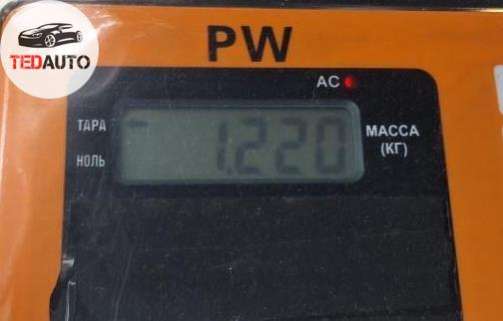 TEDAUTO
PW
AC
ТАРА
НОЛЬ
1.220
МАССА
(КГ)